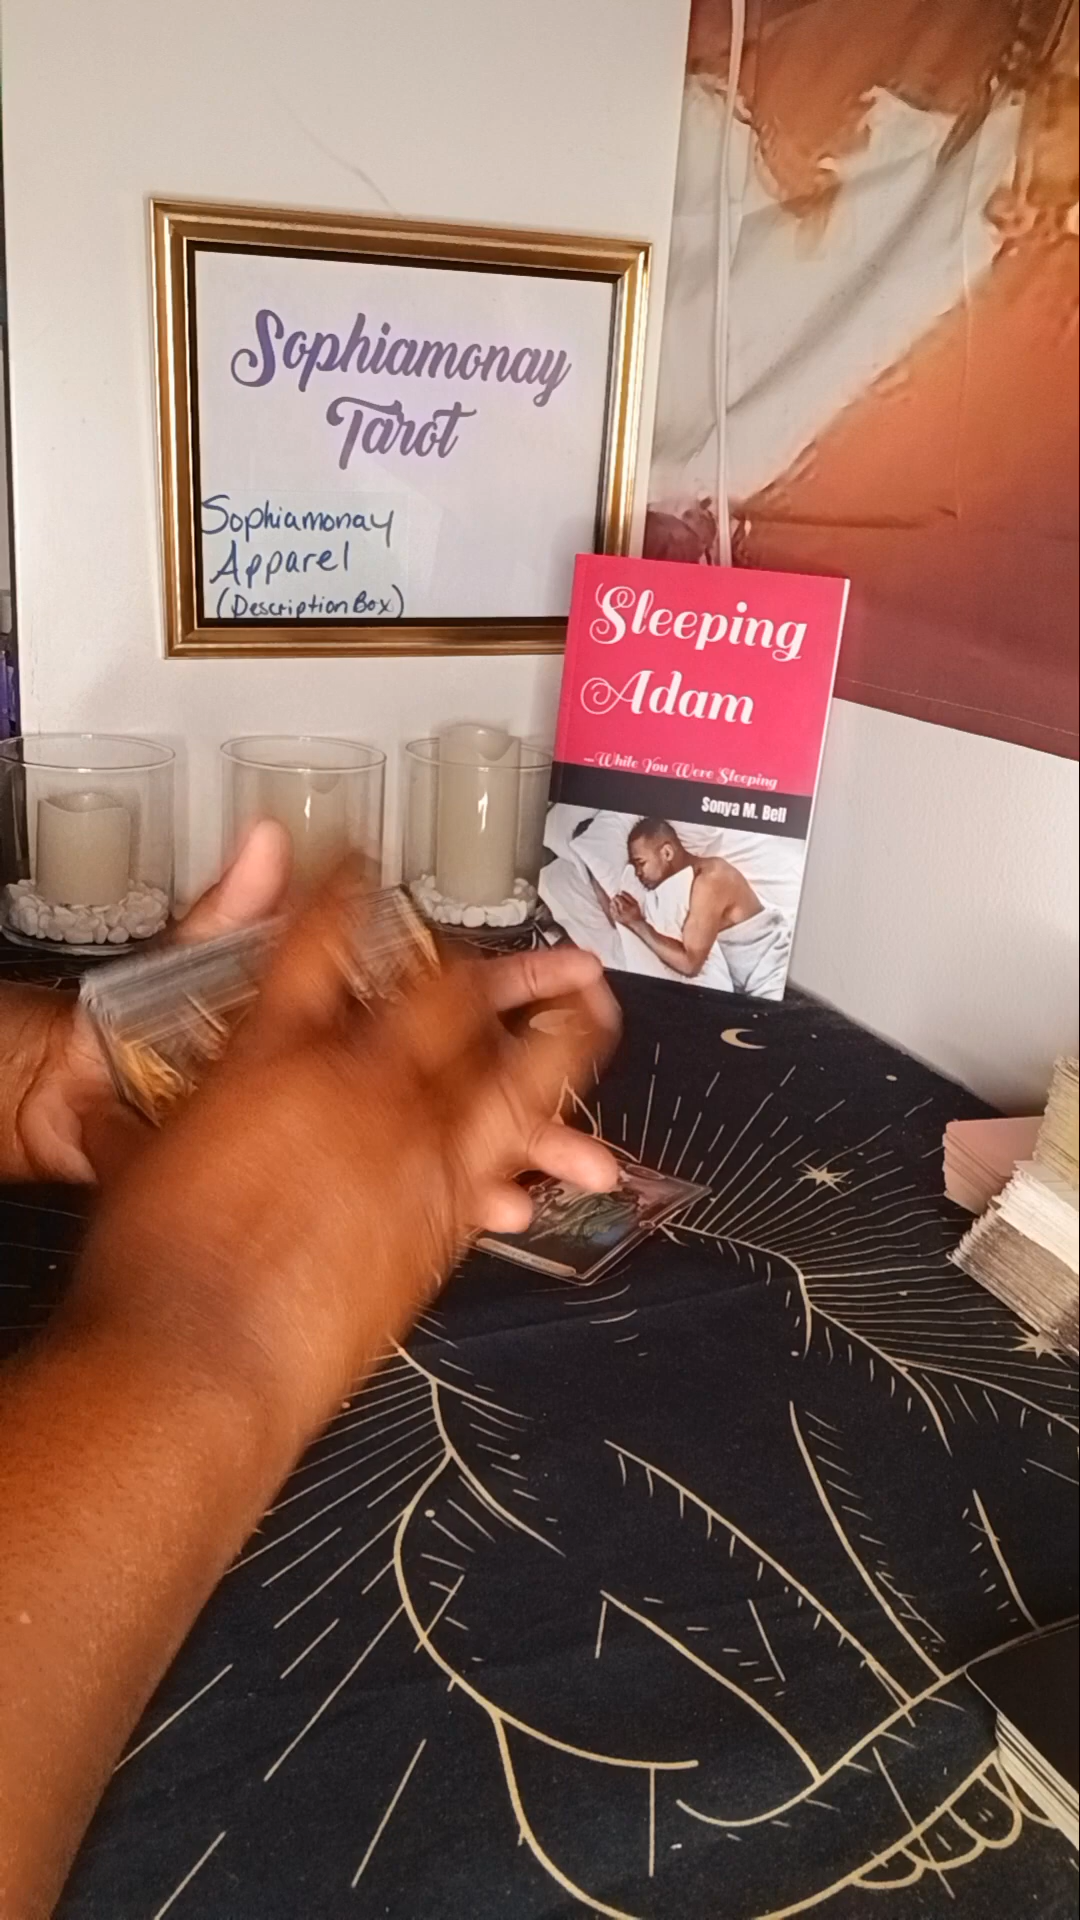 Sophiamonay
Tarot
Sophiamonay
Apparel
(Description Box)
Sleeping
Adam
...While You Were Sleeping
Sonya M. Bell